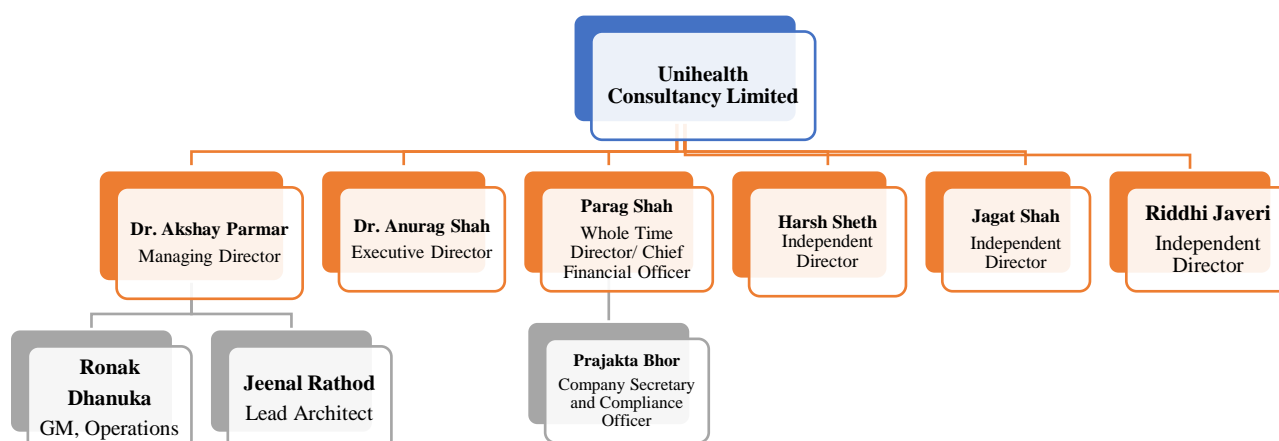 Unihealth
Consultancy Limited
Dr. Akshay Parmar
Managing Director
Dr. Anurag Shah
Executive Director
Parag Shah
Whole Time
Director/ Chief
Financial Officer
Harsh Sheth
Independent
Director
Jagat Shah
Independent
Director
Riddhi Javeri
Independent
Director
Ronak
Dhanuka
GM, Operations
Jeenal Rathod
Lead Architect
Prajakta Bhor
Company Secretary
and Compliance
Officer